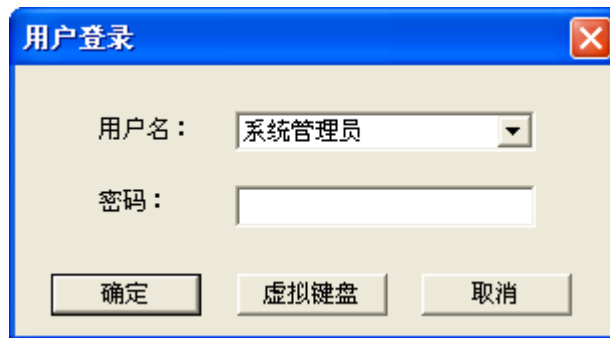 用户登录
用户名：
系统管理员
密码：
确定
虚拟键盘
取消